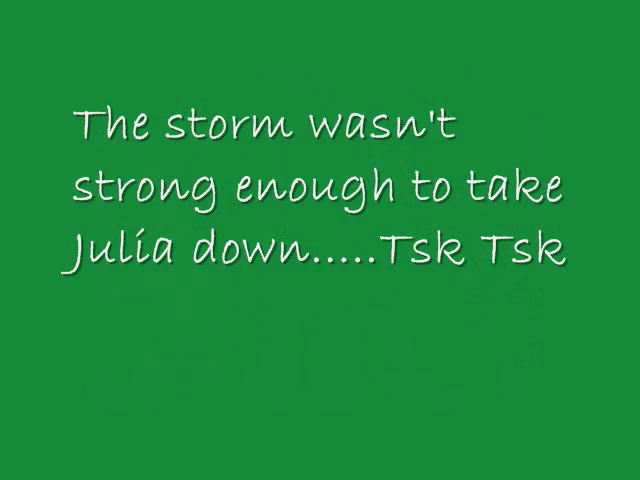 The storm wasn't
strong enough to take
Julia down.....Tsk Tsk